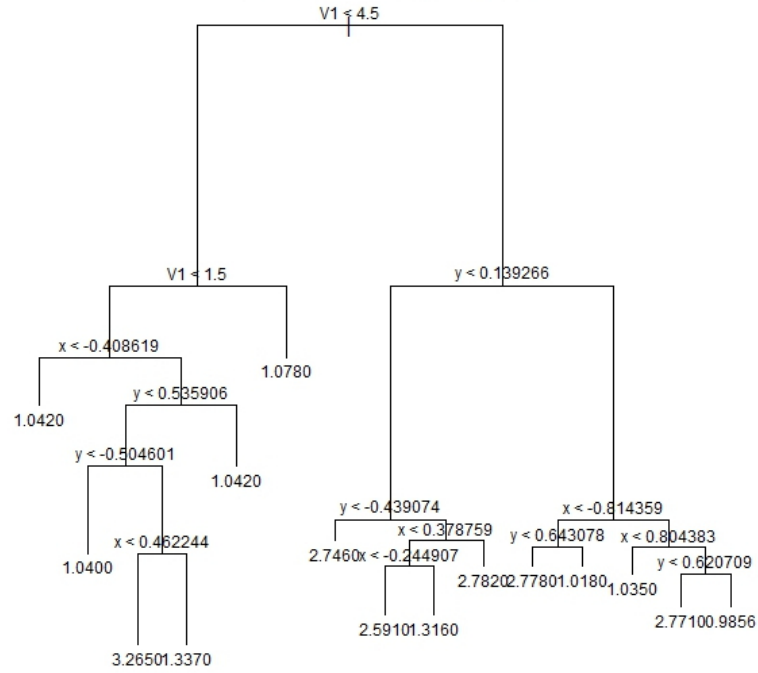 V1 < 4.5
V1 < 1.5
y < 0.139266
x < -0.408619
1.0780
y < 0.535906
1.0420
y < -0.504601
1.0420
y < -0.439074
x < -0.814359
x < 0.378759
y < 0.643078
x < 0.804383
x < 0.462244
2.7460
x < -0.244907
y < 0.620709
1.0400
2.7820
2.7780
1.0180
1.0350
2.5910
1.3160
2.7710
0.9856
3.2650
1.3370